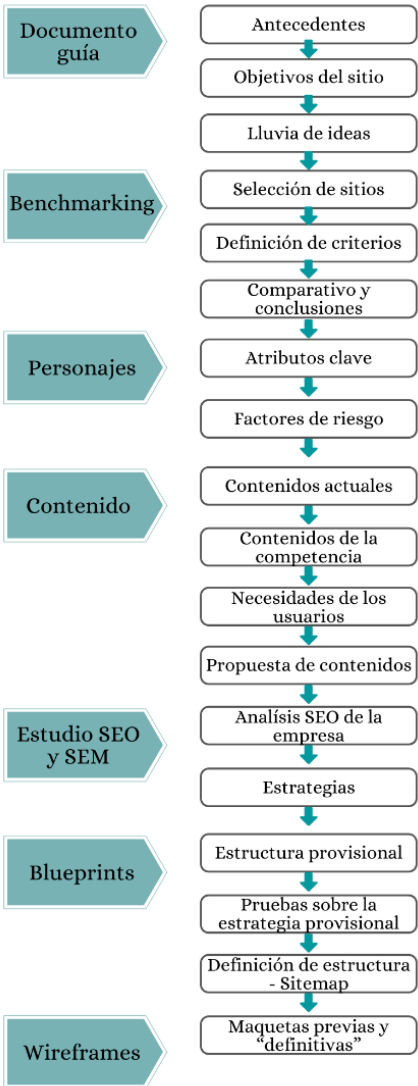 Documento
guía
Antecedentes
Objetivos del sitio
Lluvia de ideas
Benchmarking
Selección de sitios
Definición de criterios
Comparativo y
conclusiones
Personajes
Atributos clave
Factores de riesgo
Contenido
Contenidos actuales
Contenidos de la
competencia
Necesidades de los
usuarios
Propuesta de contenidos
Estudio SEO
y SEM
Analísis SEO de la
empresa
Estrategias
Blueprints
Estructura provisional
Pruebas sobre la
estrategia provisional
Definición de estructura
- Sitemap
Wireframes
Maquetas previas y
“definitivas”